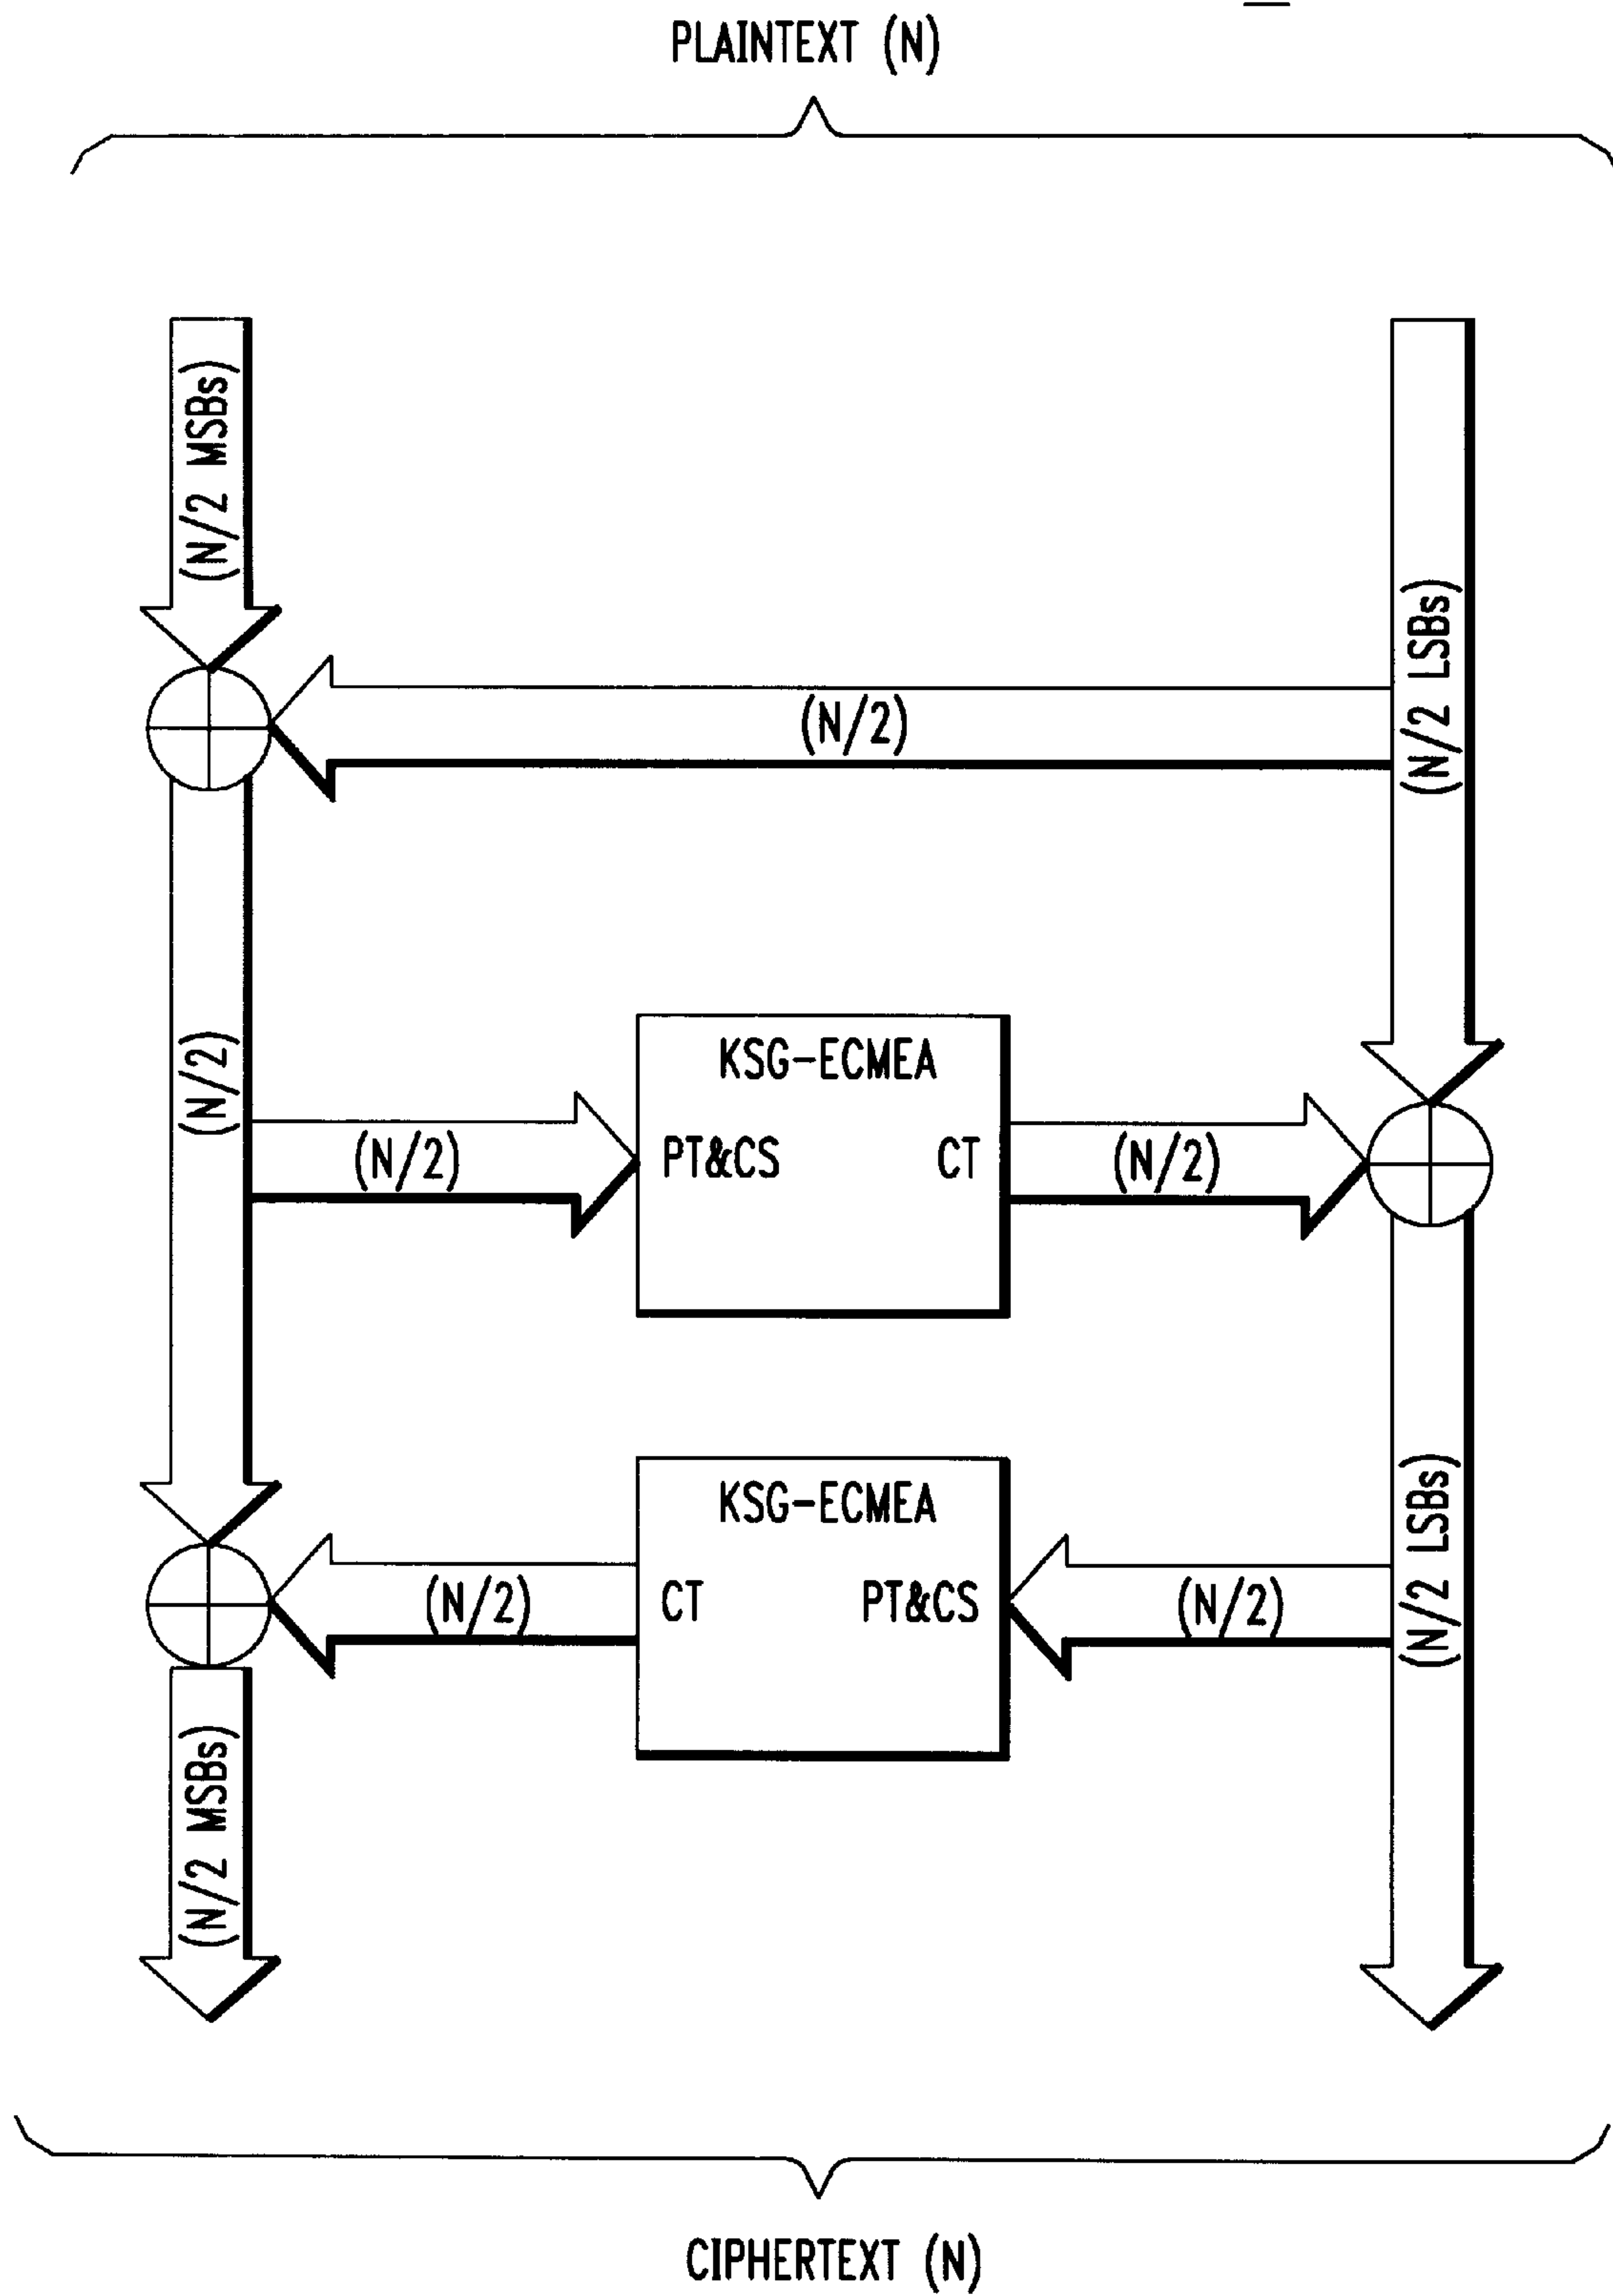 PLAINTEXT (N)
(N/2 MSBs)
(N/2 LSBs)
(N/2)
(N/2)
KSG-ECMEA
(N/2)
PT&CS
CT
(N/2)
KSG-ECMEA
(N/2)
CT
PT&CS
(N/2)
(N/2 LSBs)
(N/2 MSBs)
CIPHERTEXT (N)